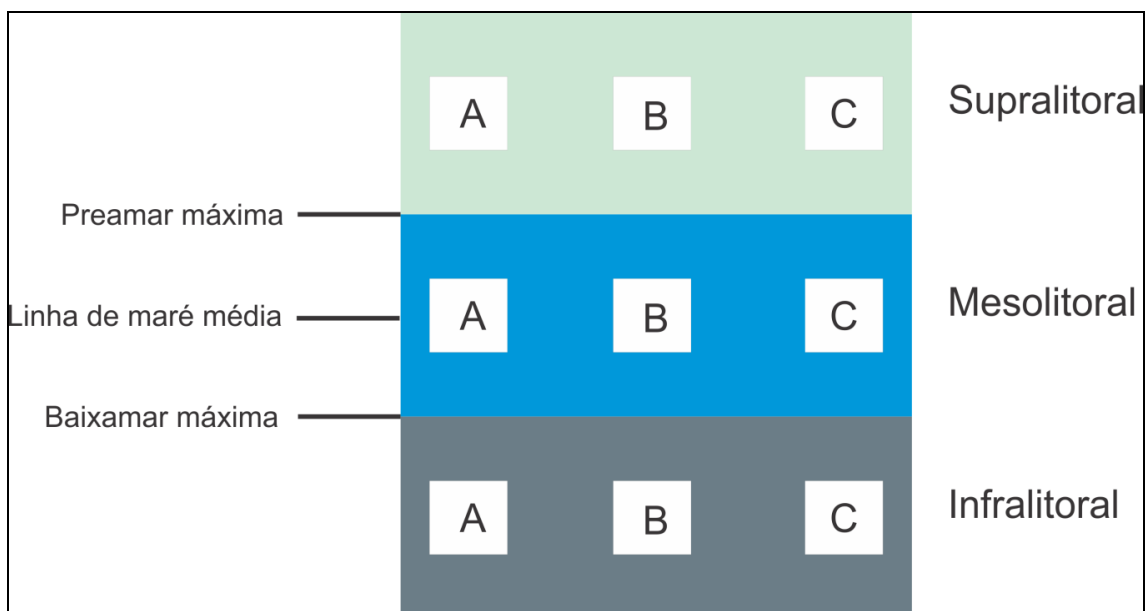 A B C Supralitoral
Preamar máxima
Linha de maré média A B C Mesolitoral
Baixamar máxima
A B C Infralitoral